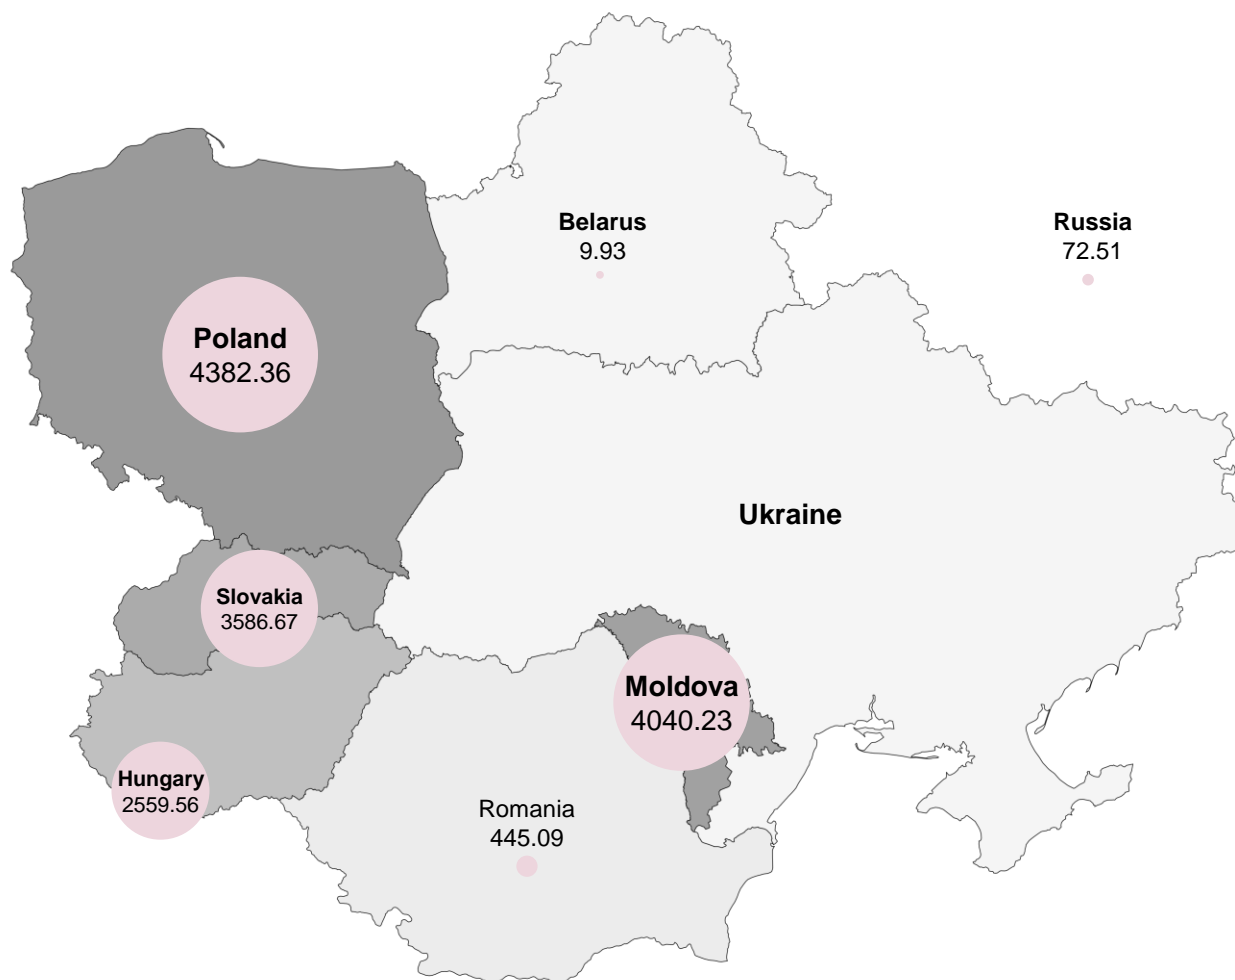 Belarus
9.93
Russia
72.51
Poland
4382.36
Ukraine
Slovakia
3586.67
Moldova
4040.23
Hungary
2559.56
Romania
445.09